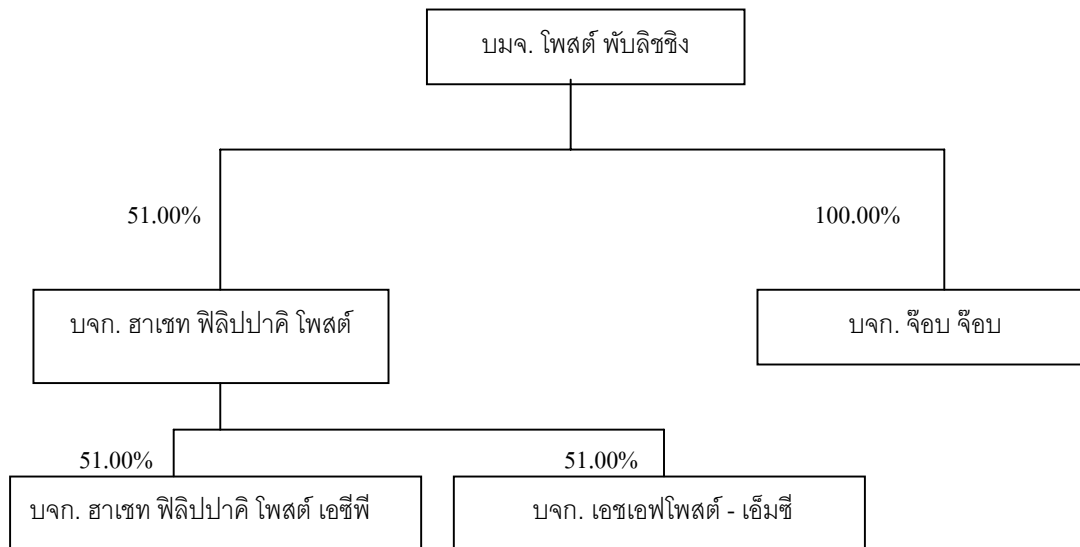 บมจ. โพสต์ พับลิชชิง
51.00%
100.00%
บจก. ฮาเชท ฟิลิปปาคิ โพสต์
บจก. จ๊อบ จ๊อบ
51.00%
51.00%
บจก. ฮาเชท ฟิลิปปาคิ โพสต์ เอซีพี
บจก. เอชเอฟโพสต์ - เอ็มซี